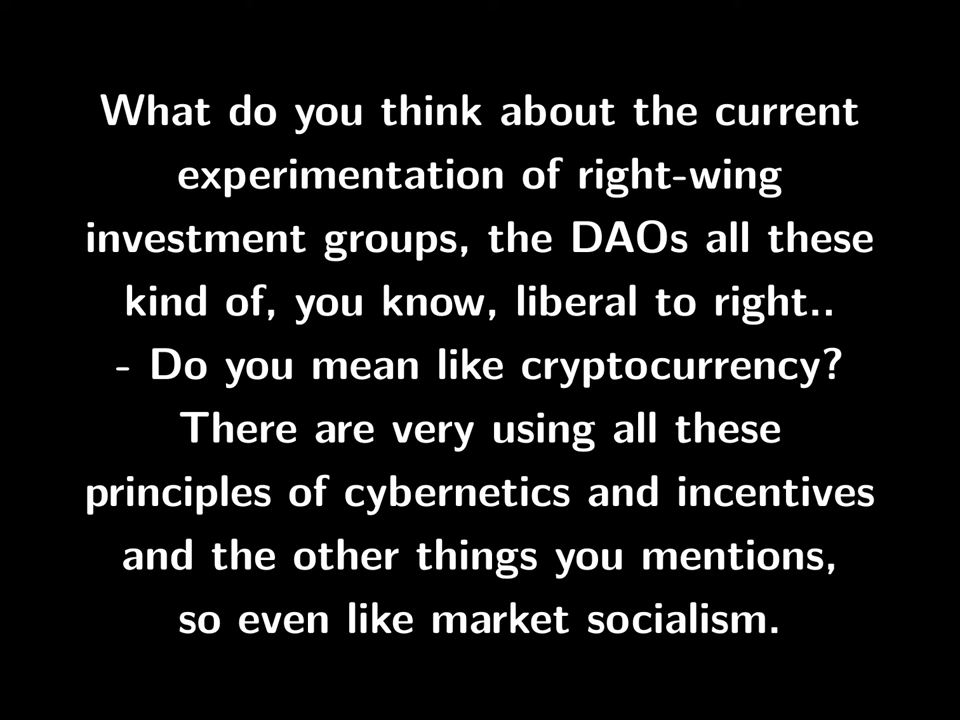 What do you think about the current
experimentation of right-wing
investment groups, the DAOs all these
kind of, you know, liberal to right..
- Do you mean like cryptocurrency?
There are very using all these
principles of cybernetics and incentives
and the other things you mentions,
so even like market socialism.